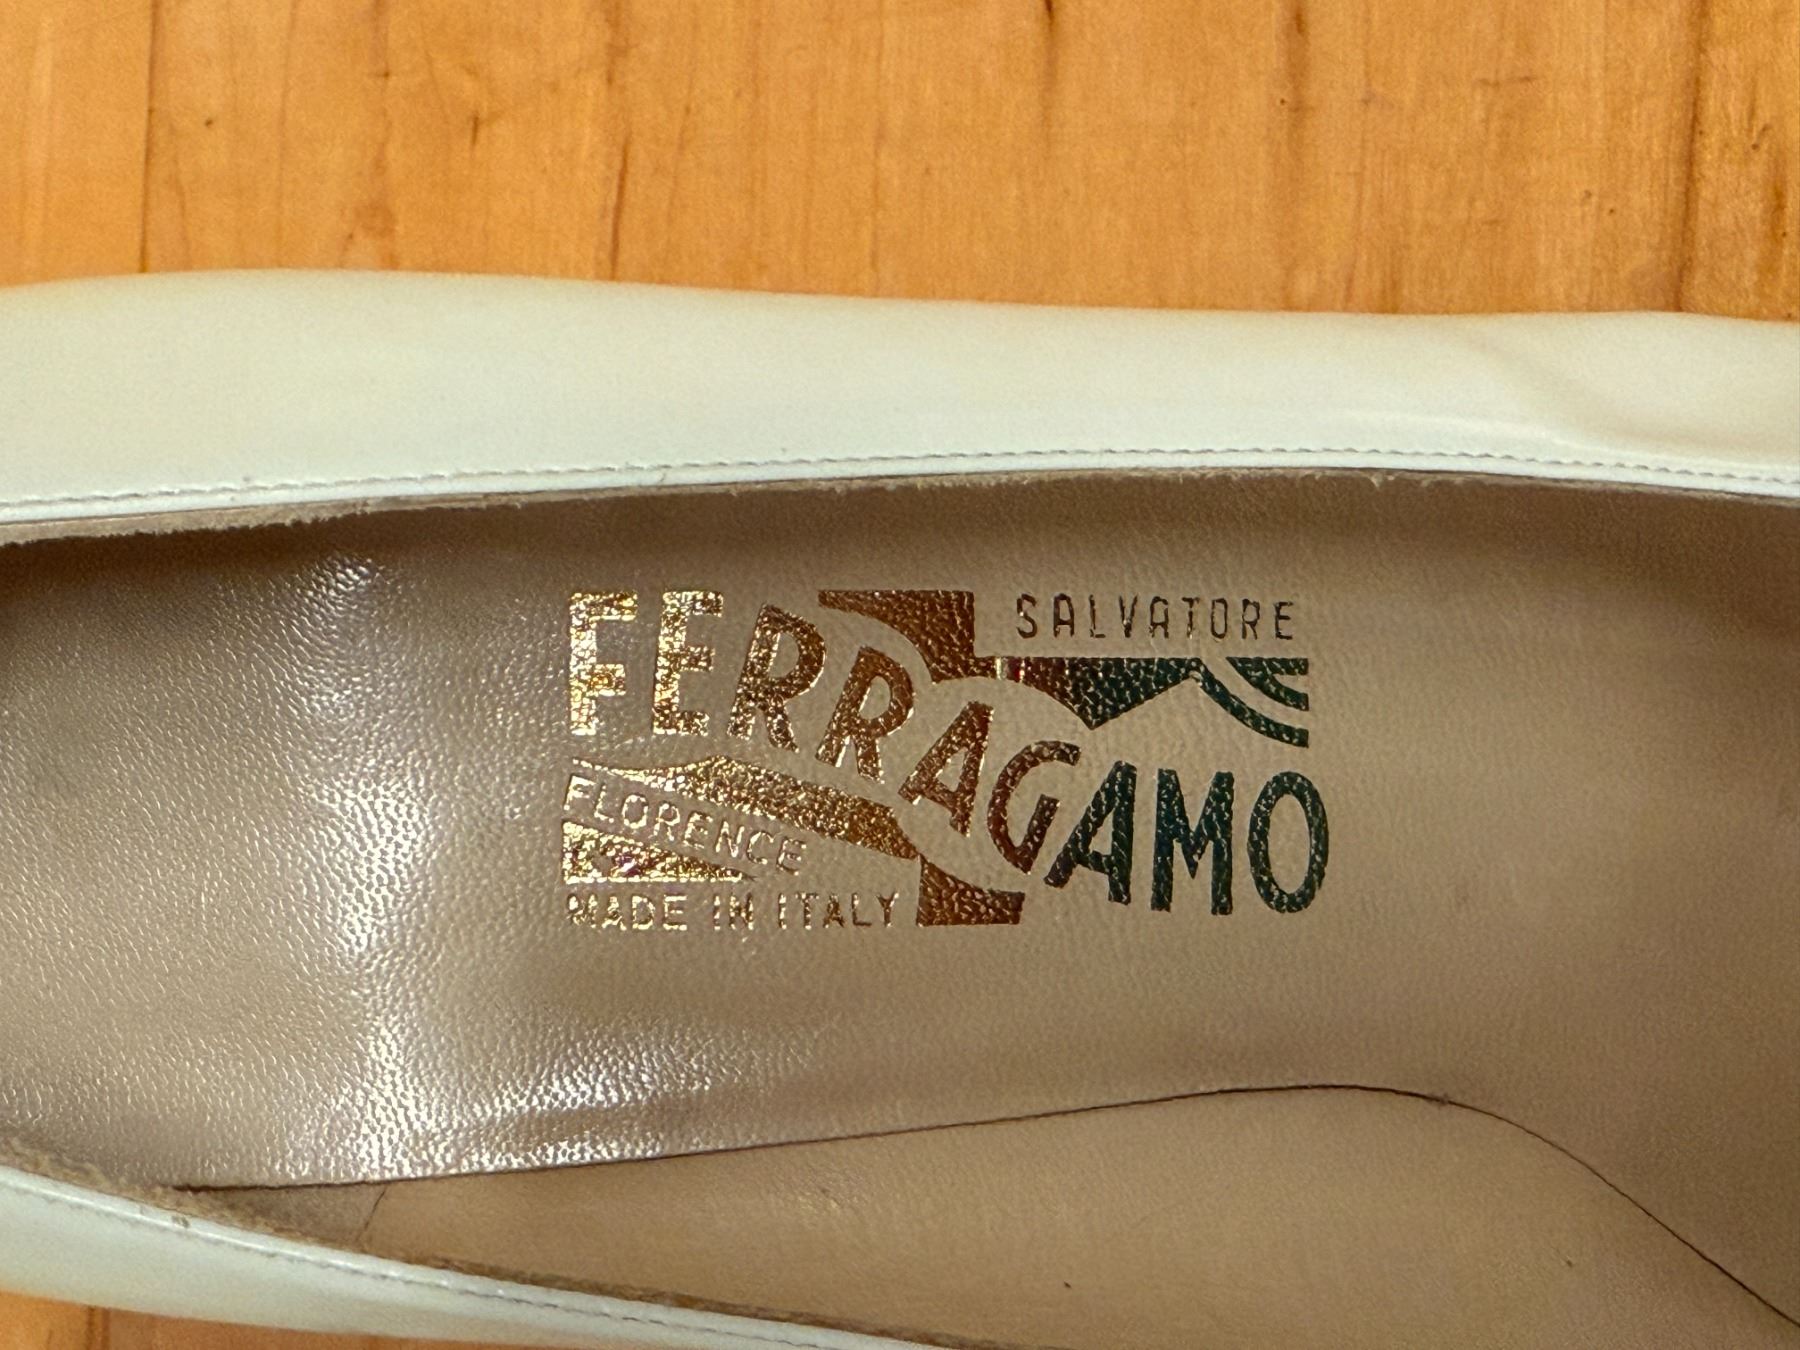 SALVATORE
FERRAGAMO
FLORENCE
MADE IN ITALY